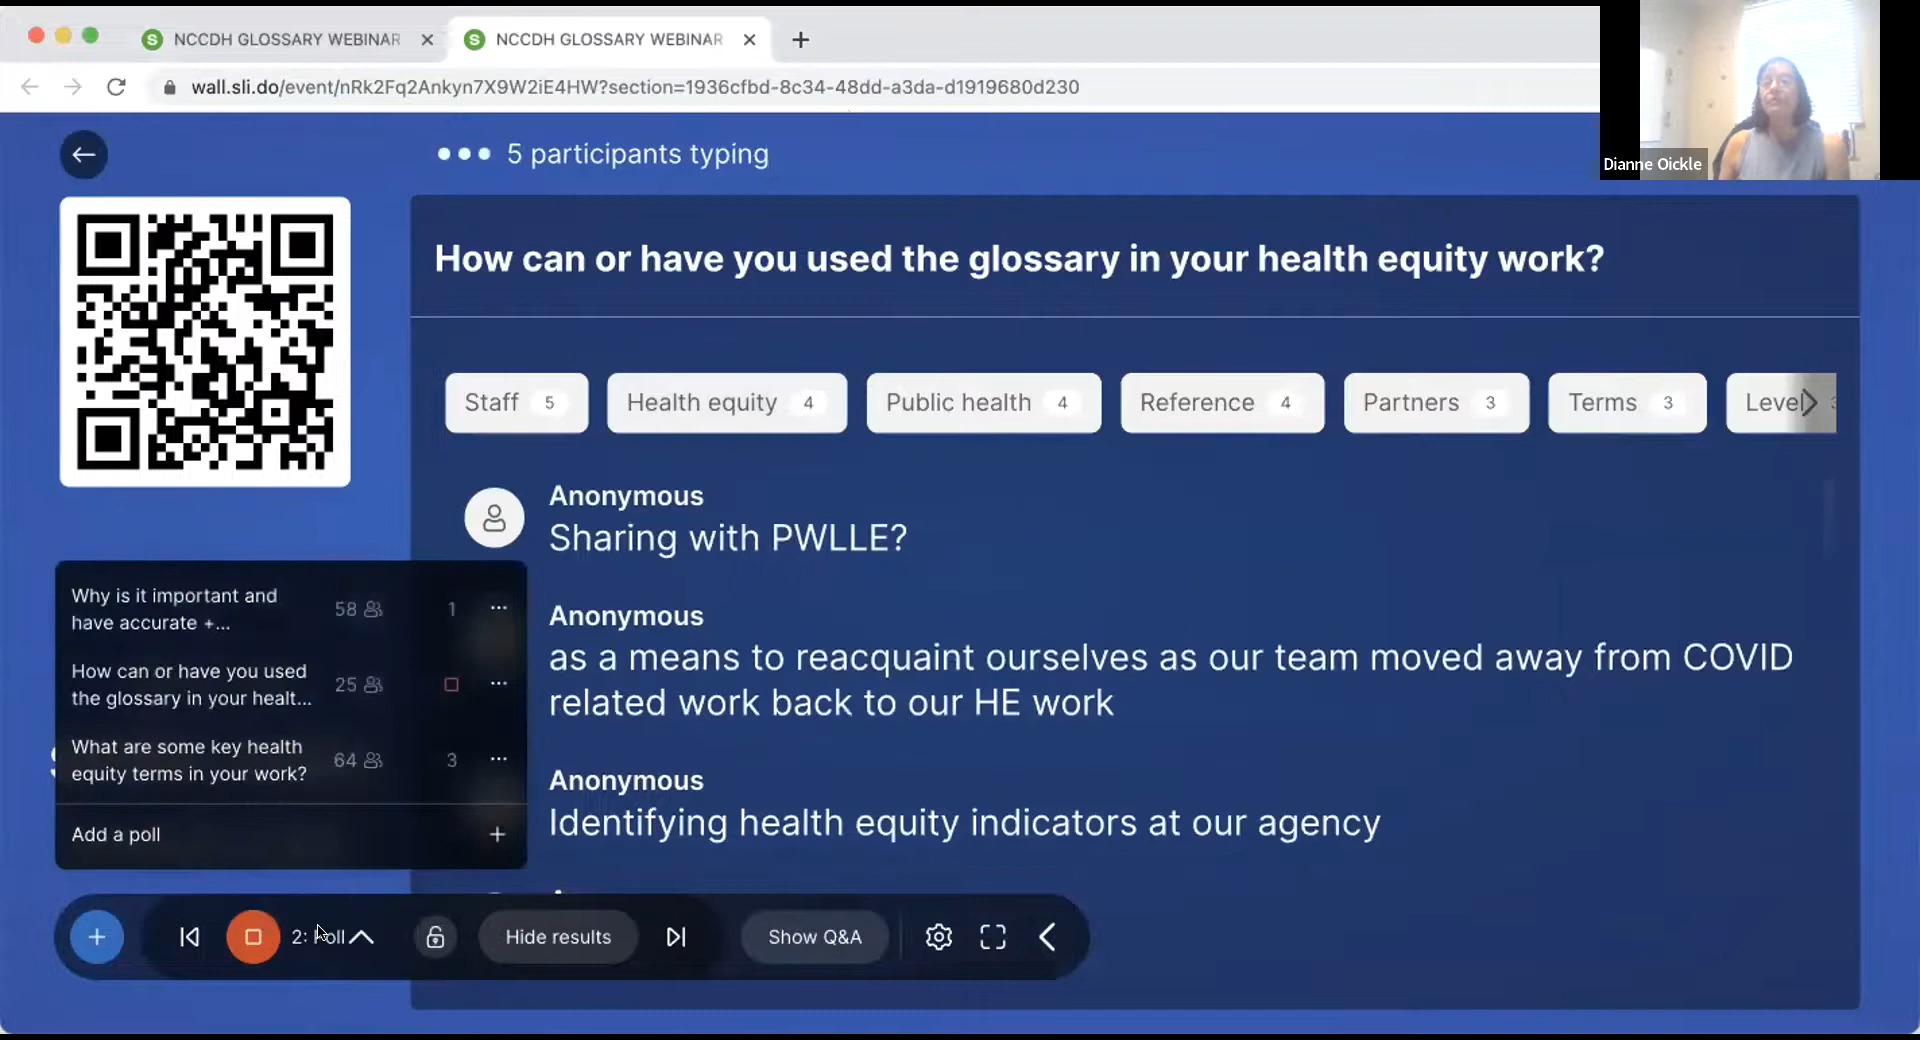 NCCDH GLOSSARY WEBINAR
NCCDH GLOSSARY WEBINAR
wall.sli.do/event/nRk2Fq2Ankyn7X9W2iE4HW?section=1936cfbd-8c34-48dd-a3da-d1919680d230
Dianne Oickle
5 participants typing
How can or have you used the glossary in your health equity work?
Staff 5
Health equity 4
Public health 4
Reference 4
Partners 3
Terms 3
Level
Anonymous
Sharing with PWLLE?
Anonymous
as a means to reacquaint ourselves as our team moved away from COVID
related work back to our HE work
Anonymous
Identifying health equity indicators at our agency
Why is it important and
have accurate +...
58
1
How can or have you used
the glossary in your healt...
25
What are some key health
equity terms in your work?
64
3
Add a poll
2: Poll
Hide results
Show Q&A